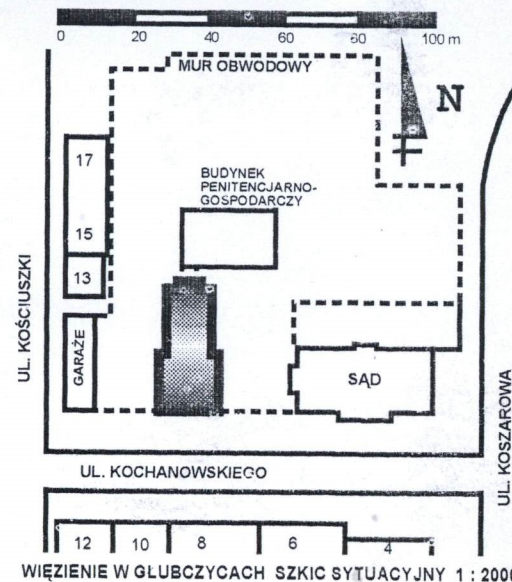 0 20 40 60 80 100 m
MUR OBWODOWY
N
BUDYNEK
PENITENCJARNO-
GOSPODARCZY
17
15
13
GARAŻE
SĄD
UL. KOŚCIUSZKI
UL. KOSZAROWA
UL. KOCHANOWSKIEGO
12 10 8 6 4
WIĘZIENIE W GŁUBCZYCACH SZKIC SYTUACYJNY 1 : 2000